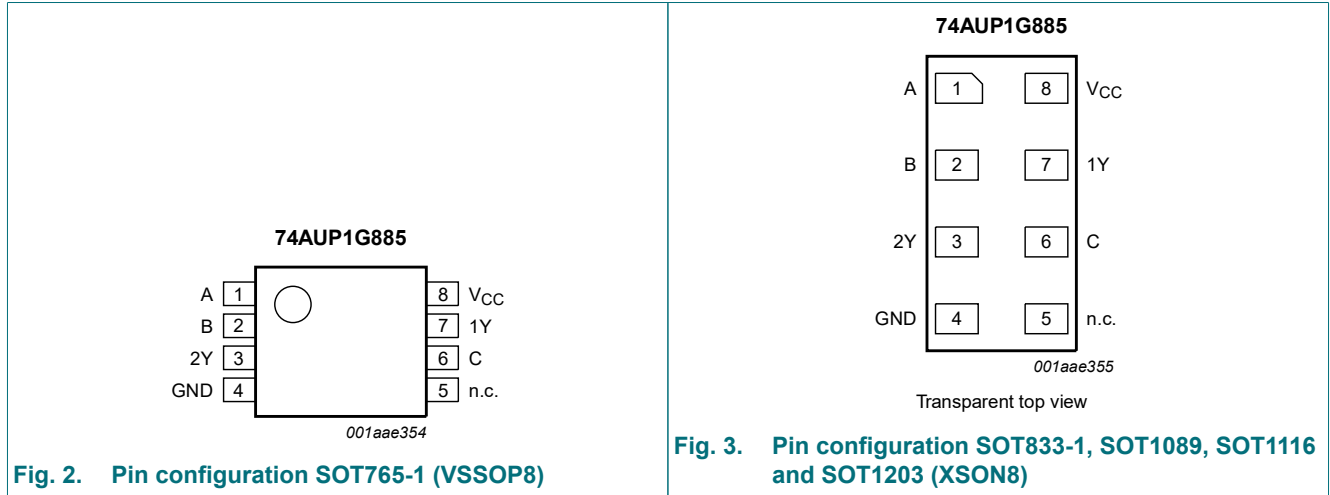 74AUP1G885
A 1 8 VCC
B 2 7 1Y
2Y 3 6 C
GND 4 5 n.c.
001aae354
Fig. 2. Pin configuration SOT765-1 (VSSOP8)
74AUP1G885
A 1 8 VCC
B 2 7 1Y
2Y 3 6 C
GND 4 5 n.c.
001aae355
Transparent top view
Fig. 3. Pin configuration SOT833-1, SOT1089, SOT1116
and SOT1203 (XSON8)